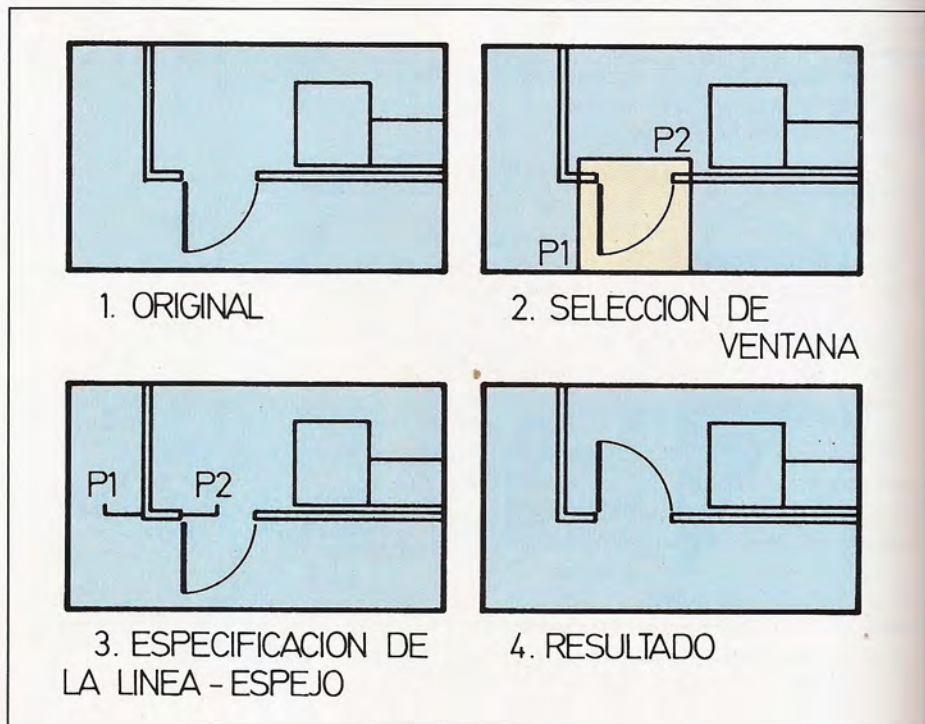 1. ORIGINAL
P2
P1
2. SELECCION DE
VENTANA
P1 P2
3. ESPECIFICACION DE
LA LINEA - ESPEJO
4. RESULTADO